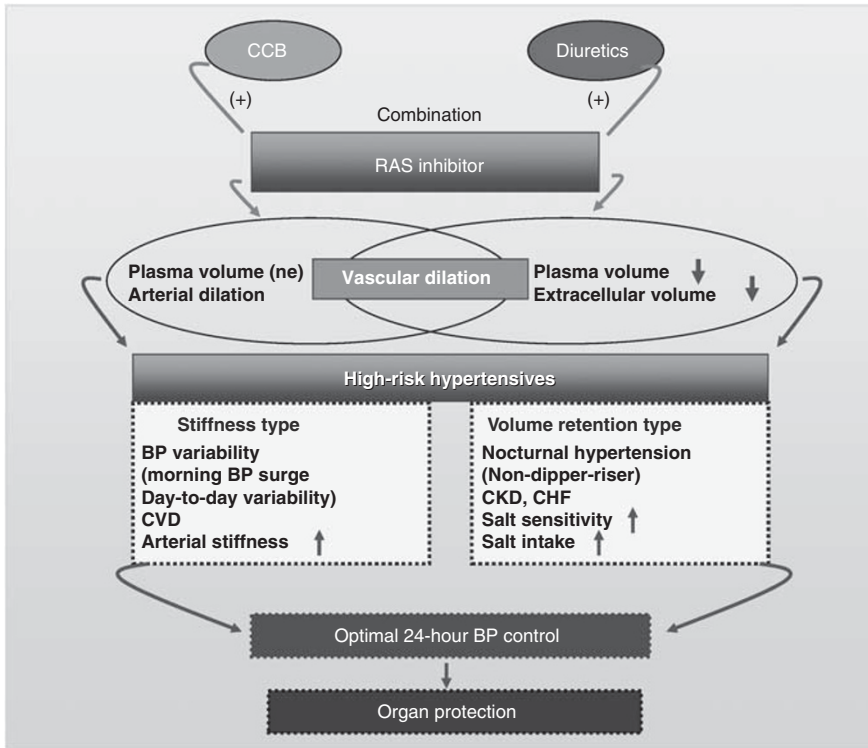 CCB
Diuretics
(+)
(+)
Combination
RAS inhibitor
Plasma volume (ne)
Arterial dilation
Vascular dilation
Plasma volume
Extracellular volume
High-risk hypertensives
Stiffness type
BP variability
(morning BP surge
Day-to-day variability)
CVD
Arterial stiffness
Volume retention type
Nocturnal hypertension
(Non-dipper-riser)
CKD, CHF
Salt sensitivity
Salt intake
Optimal 24-hour BP control
Organ protection